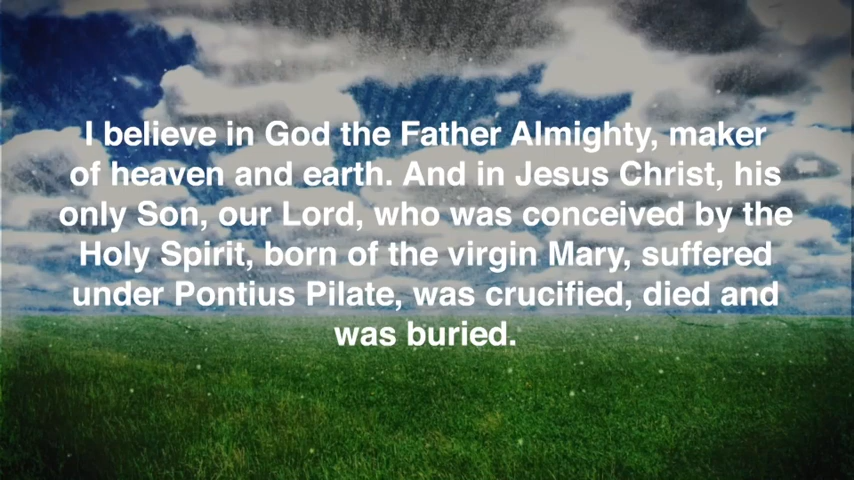 I believe in God the Father Almighty, maker
of heaven and earth. And in Jesus Christ, his
only Son, our Lord, who was conceived by the
Holy Spirit, born of the virgin Mary, suffered
under Pontius Pilate, was crucified, died and
was buried.